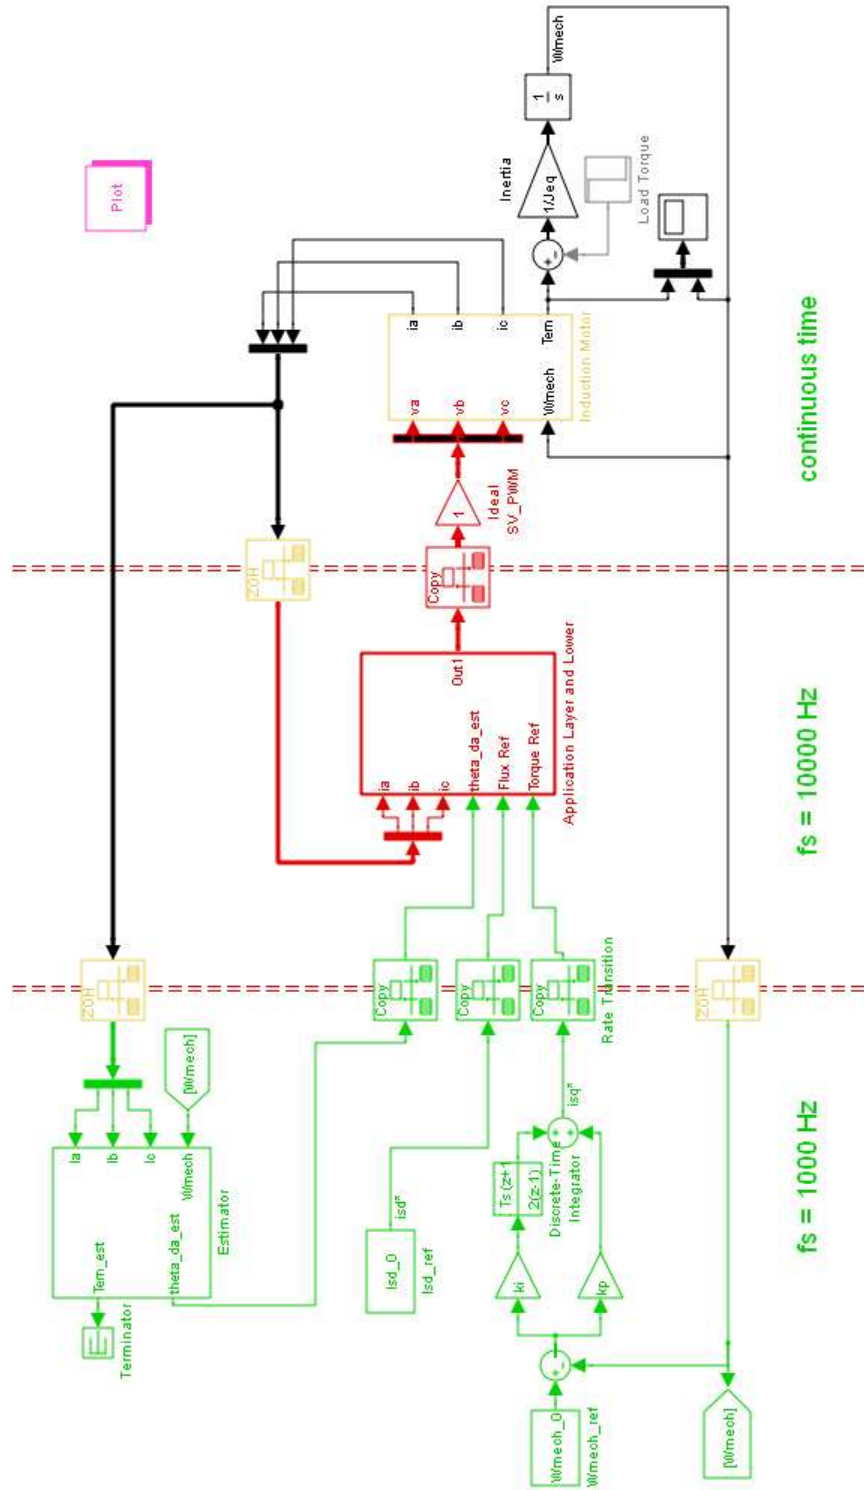 Plot
ZOH
ZOH
Ia
Ib
Ic
Wmech
Tem_est
theta_da_est
Estimator
Terminator
[Wmech]
Isd_0
Isd_ref
isd*
Copy
Copy
Copy
Rate Transition
ia
ib
ic
theta_da_est
Flux Ref
Torque Ref
Out1
Application Layer and Lower
Copy
1
Ideal
SV_PWM
va
vb
vc
Wmech
ia
ib
ic
Tem
Induction Motor
Inertia
1/Jeq
1
s
Wmech
Load Torque
Wmech_0
Wmech_ref
ki
kp
Ts(z+1
2(z-1)
Discrete-Time
Integrator
isq*
ZOH
[Wmech]
fs = 1000 Hz
fs = 10000 Hz
continuous time